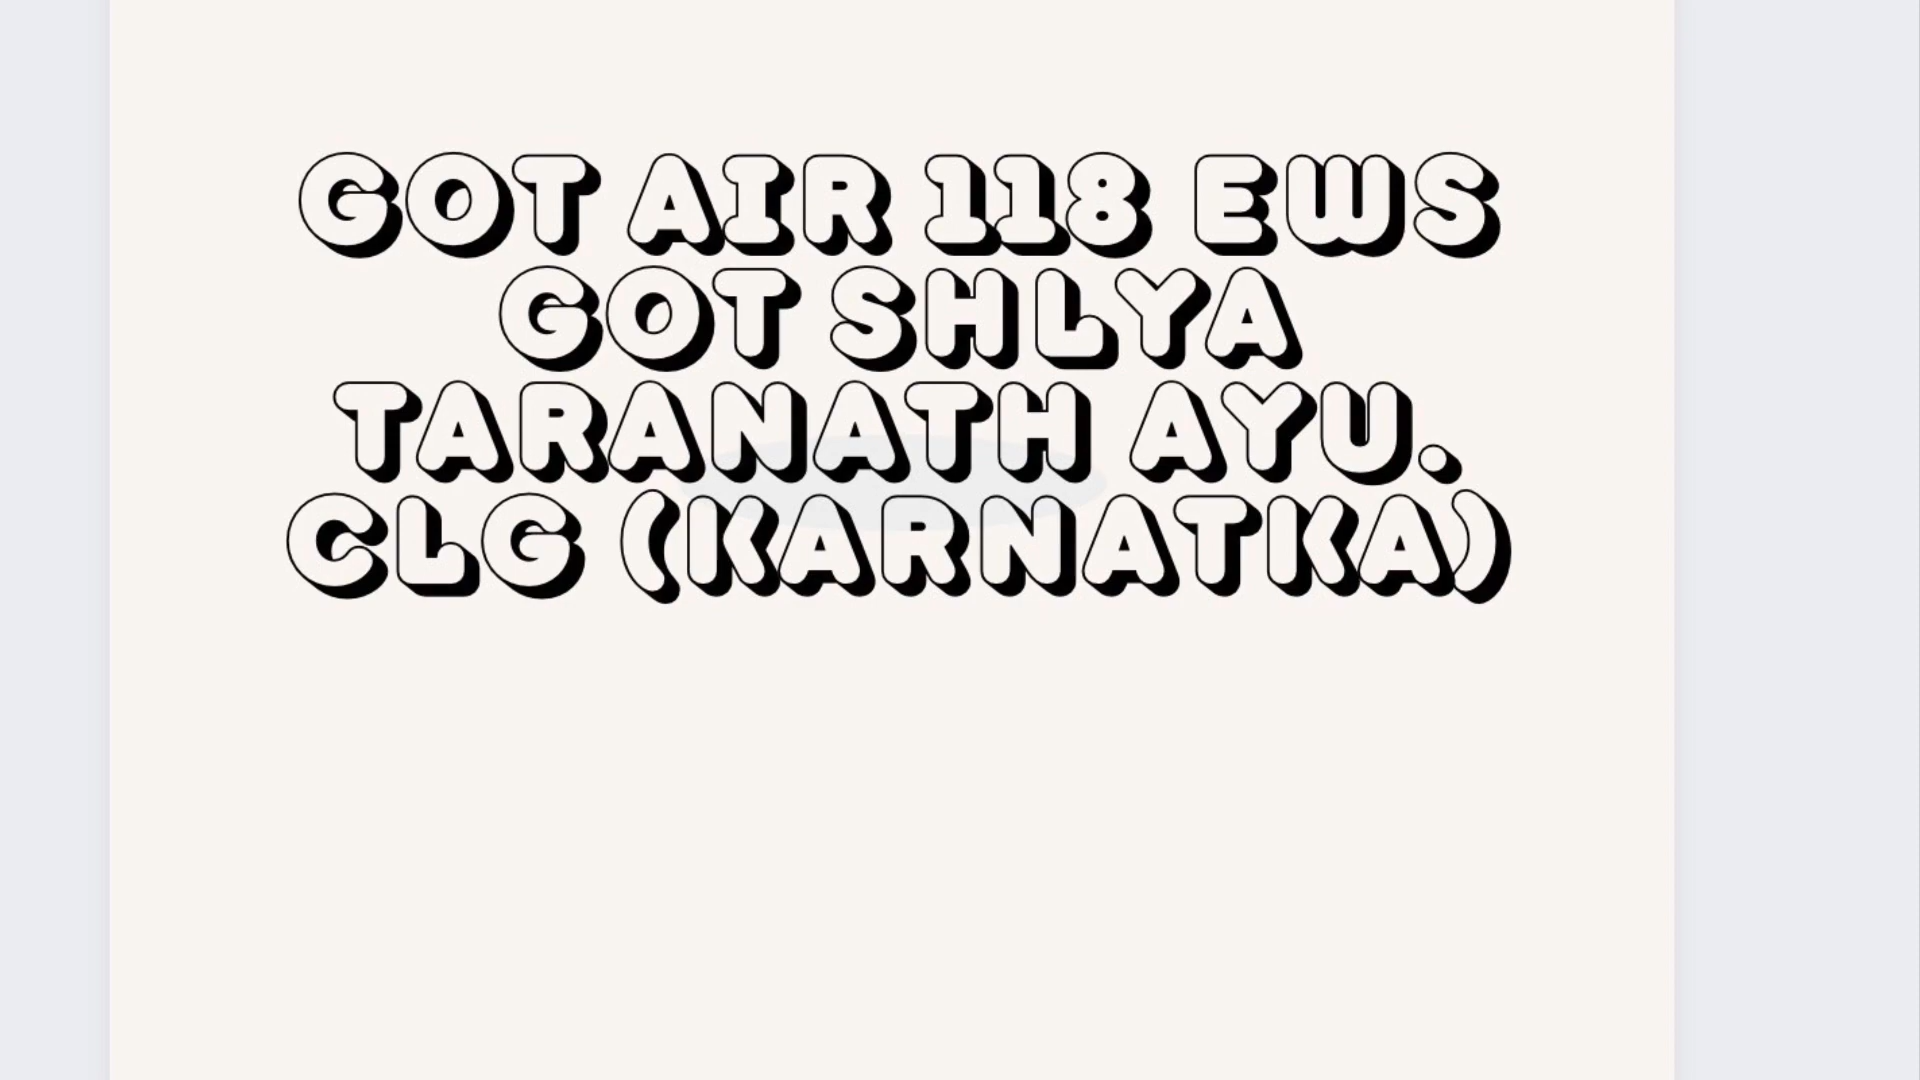 GOT AIR 118 EWS
GOT SHLYA
TARANATH AYU.
CLG (KARNATKA)